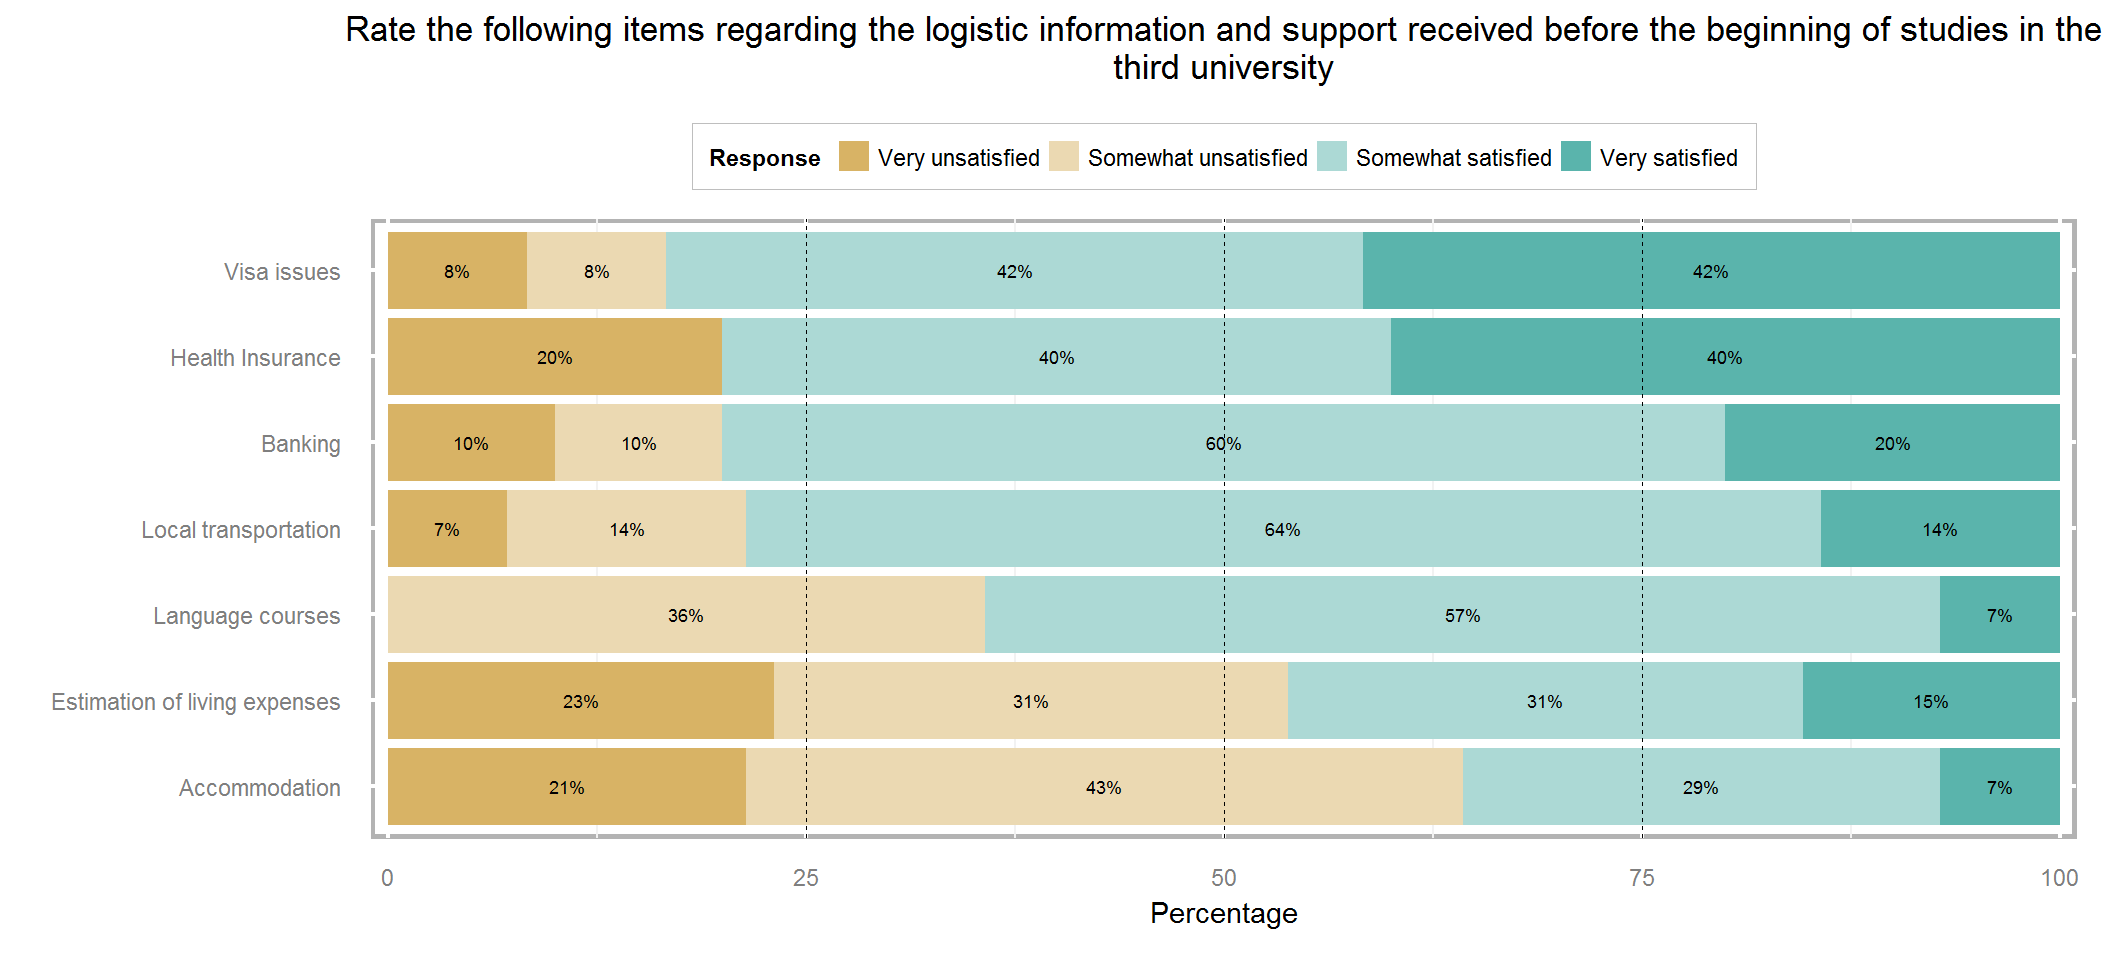 Rate the following items regarding the logistic information and support received before the beginning of studies in the
third university
Response Very unsatisfied Somewhat unsatisfied Somewhat satisfied Very satisfied
Visa issues 8% 8% 42% 42%
Health Insurance 20% 40% 40%
Banking 10% 10% 60% 20%
Local transportation 7% 14% 64% 14%
Language courses 36% 57% 7%
Estimation of living expenses 23% 31% 31% 15%
Accommodation 21% 43% 29% 7%
0 25 50 75 100
Percentage